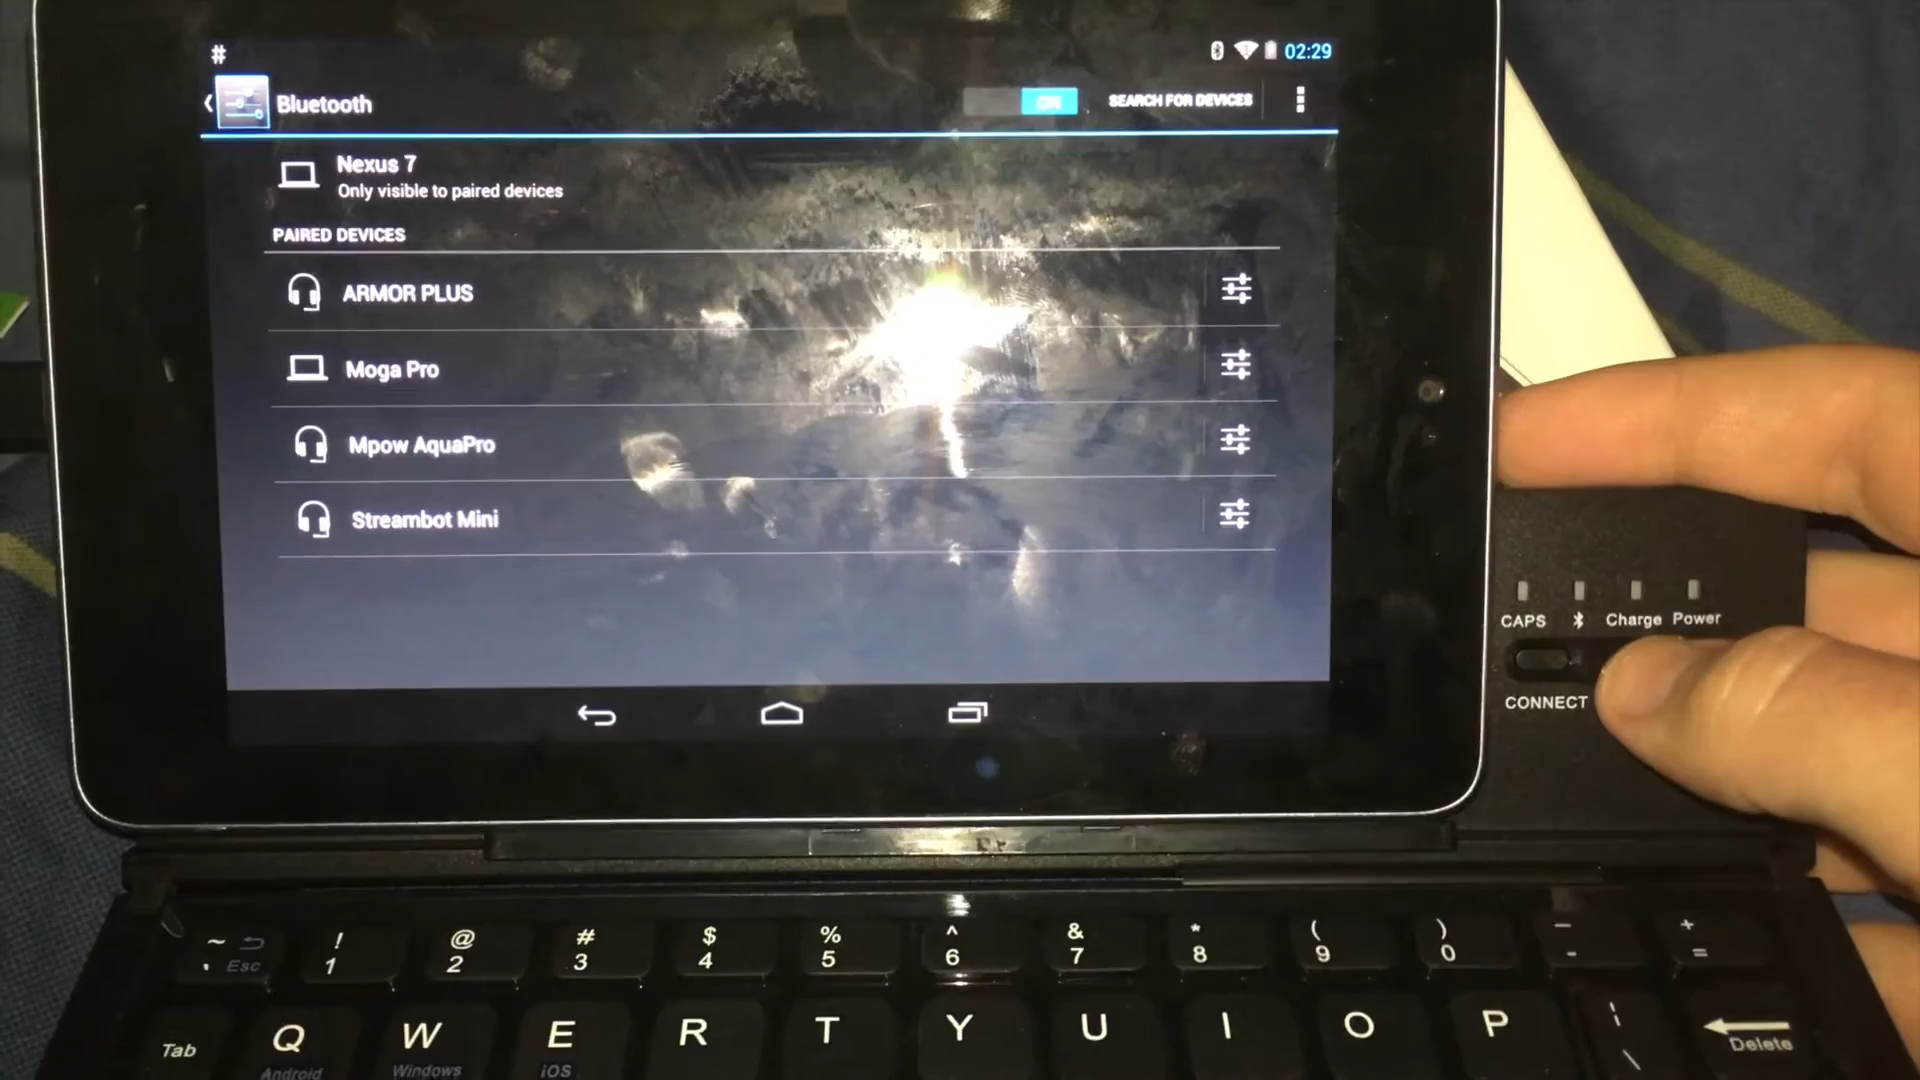 # 02:29
Bluetooth ON SEARCH FOR DEVICES
Nexus 7
Only visible to paired devices
PAIRED DEVICES
ARMOR PLUS
Moga Pro
Mpow AquaPro
Streambot Mini
CAPS Charge Power
CONNECT
~ ! @ # $ % ^ & * ( ) — +
Esc 1 2 3 4 5 6 7 8 9 0 - =
Tab Q W E R T Y U I O P ¦ \ Delete
Android Windows iOS